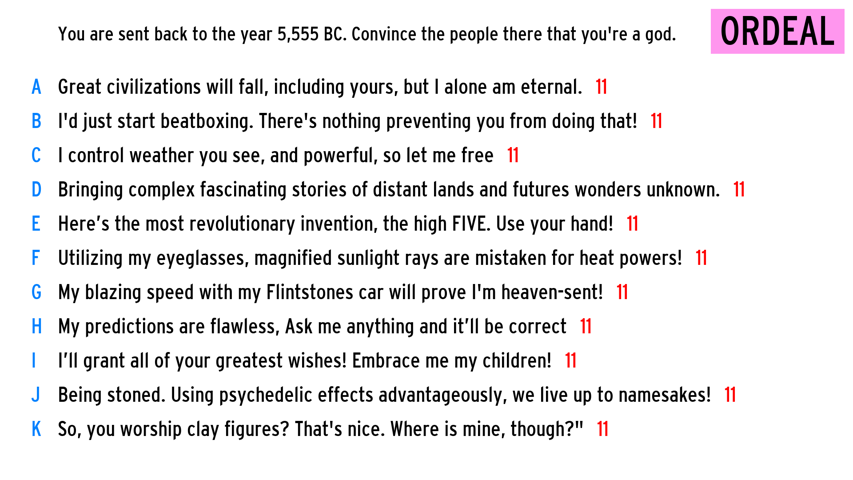 You are sent back to the year 5,555 BC. Convince the people there that you're a god.
ORDEAL
A Great civilizations will fall, including yours, but I alone am eternal. 11
B I'd just start beatboxing. There's nothing preventing you from doing that! 11
C I control weather you see, and powerful, so let me free 11
D Bringing complex fascinating stories of distant lands and futures wonders unknown. 11
E Here’s the most revolutionary invention, the high FIVE. Use your hand! 11
F Utilizing my eyeglasses, magnified sunlight rays are mistaken for heat powers! 11
G My blazing speed with my Flintstones car will prove I'm heaven-sent! 11
H My predictions are flawless, Ask me anything and it’ll be correct 11
I I’ll grant all of your greatest wishes! Embrace me my children! 11
J Being stoned. Using psychedelic effects advantageously, we live up to namesakes! 11
K So, you worship clay figures? That's nice. Where is mine, though?" 11